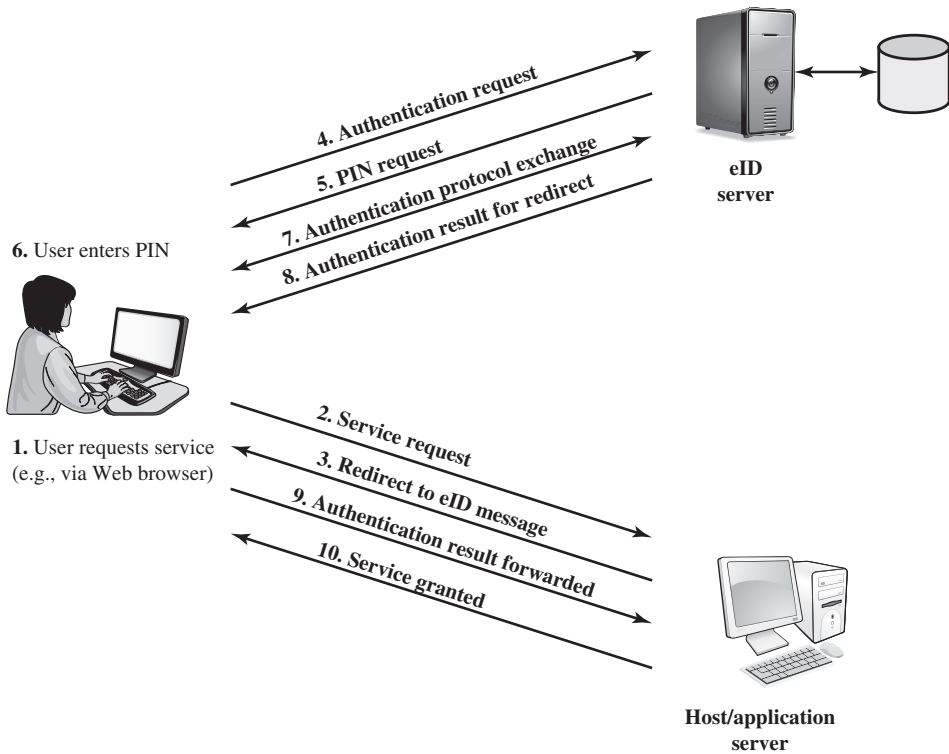 4. Authentication request
5. PIN request
7. Authentication protocol exchange
8. Authentication result for redirect
eID
server
6. User enters PIN
1. User requests service
(e.g., via Web browser)
2. Service request
3. Redirect to eID message
9. Authentication result forwarded
10. Service granted
Host/application
server